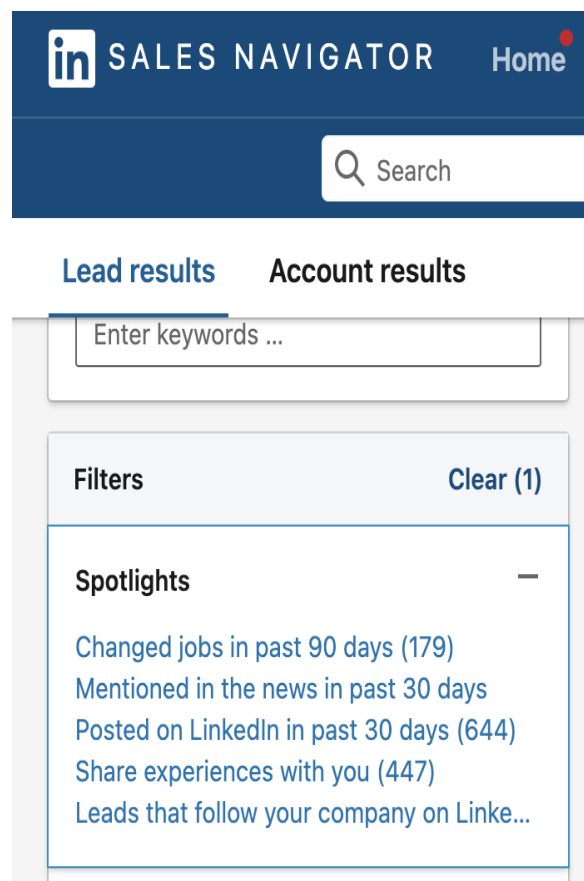 in SALES NAVIGATOR Home
Search
Lead results Account results
Enter keywords ...
Filters Clear (1)
Spotlights
Changed jobs in past 90 days (179)
Mentioned in the news in past 30 days
Posted on LinkedIn in past 30 days (644)
Share experiences with you (447)
Leads that follow your company on Linke...